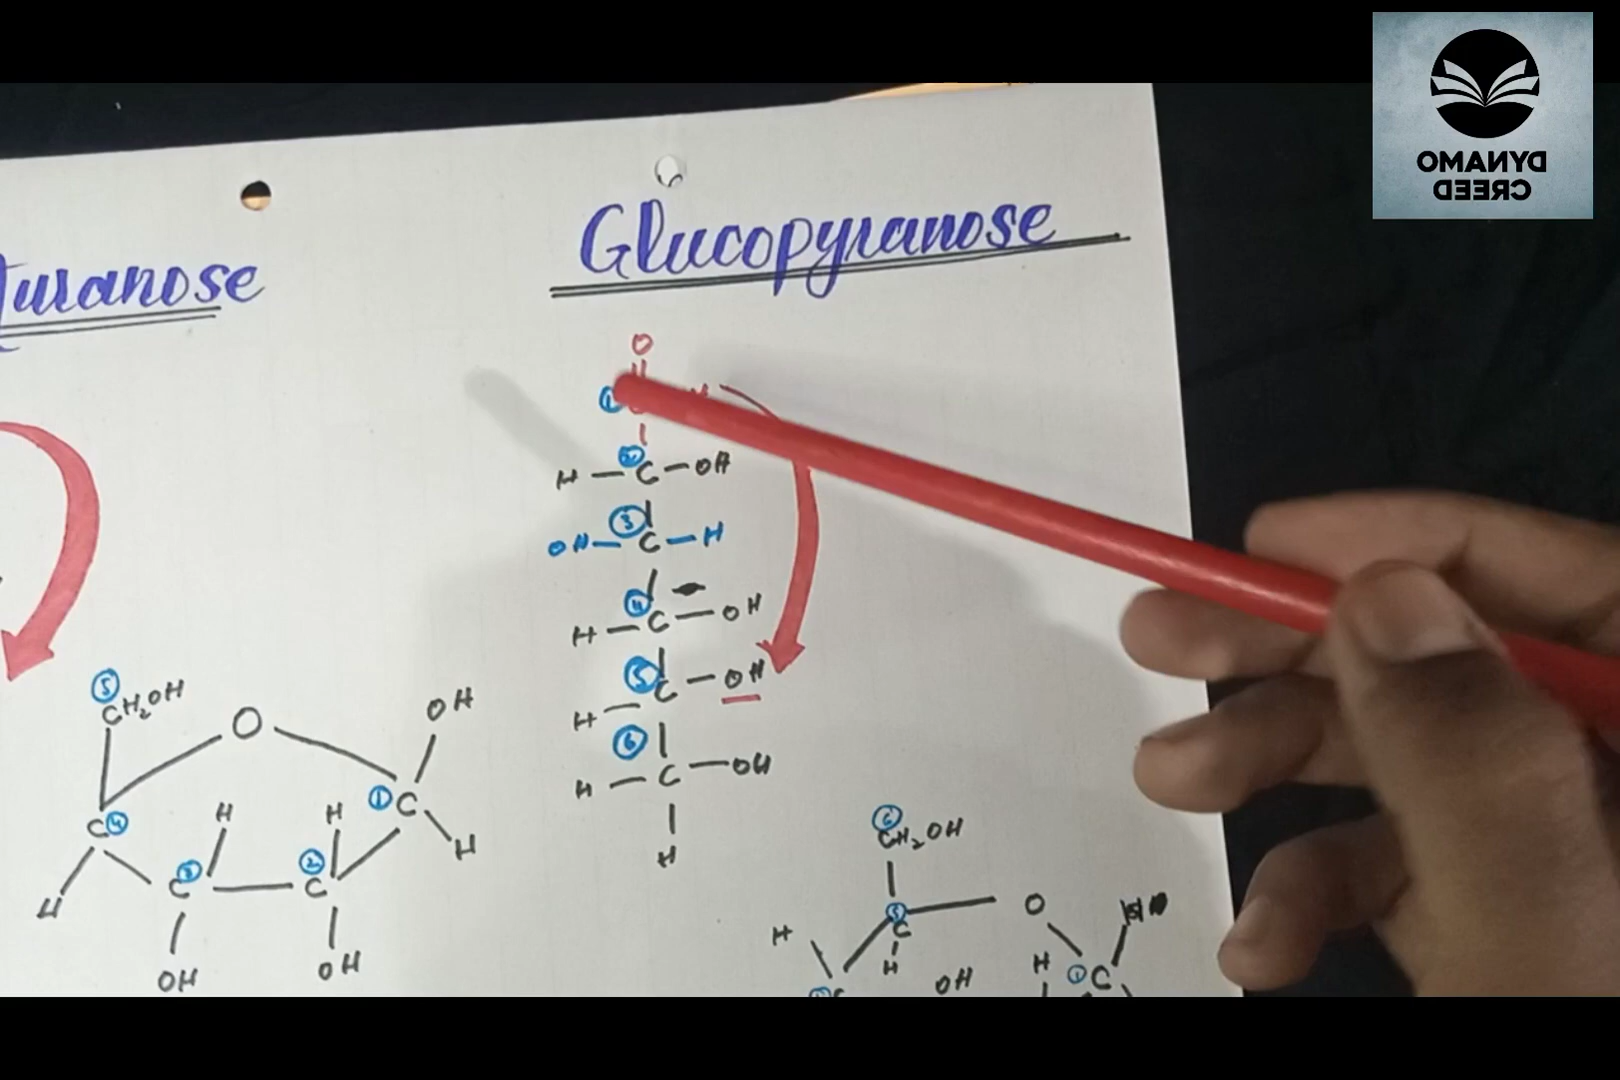 DYNAMO
CREED
Glucopyranose
furanose
O
1
2
H - C - OH
3
OH - C - H
4
H - C - OH
5
H - C - OH
6
H - C - OH
H
5
CH2OH
O
OH
H
H
1 C
C 4
H
3
C
2
C
H
OH
OH
6
CH2OH
5
C
O
H
H
OH
H
1 C